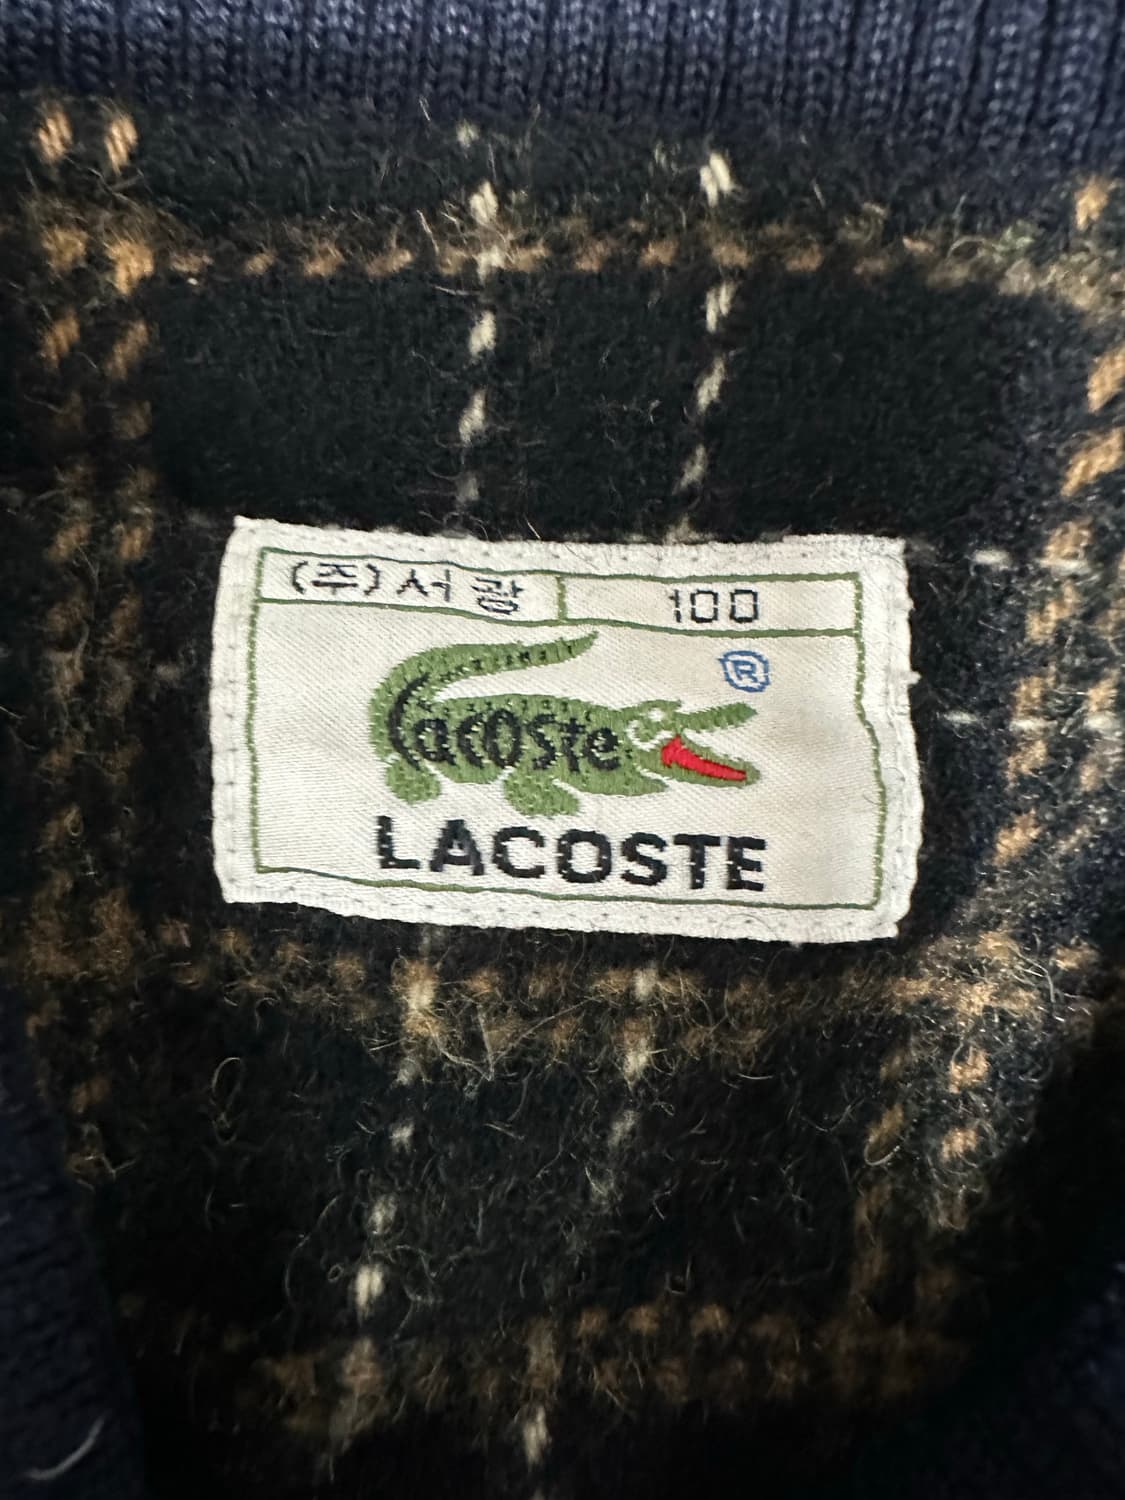 (주)서광 100
®
Lacoste
LACOSTE